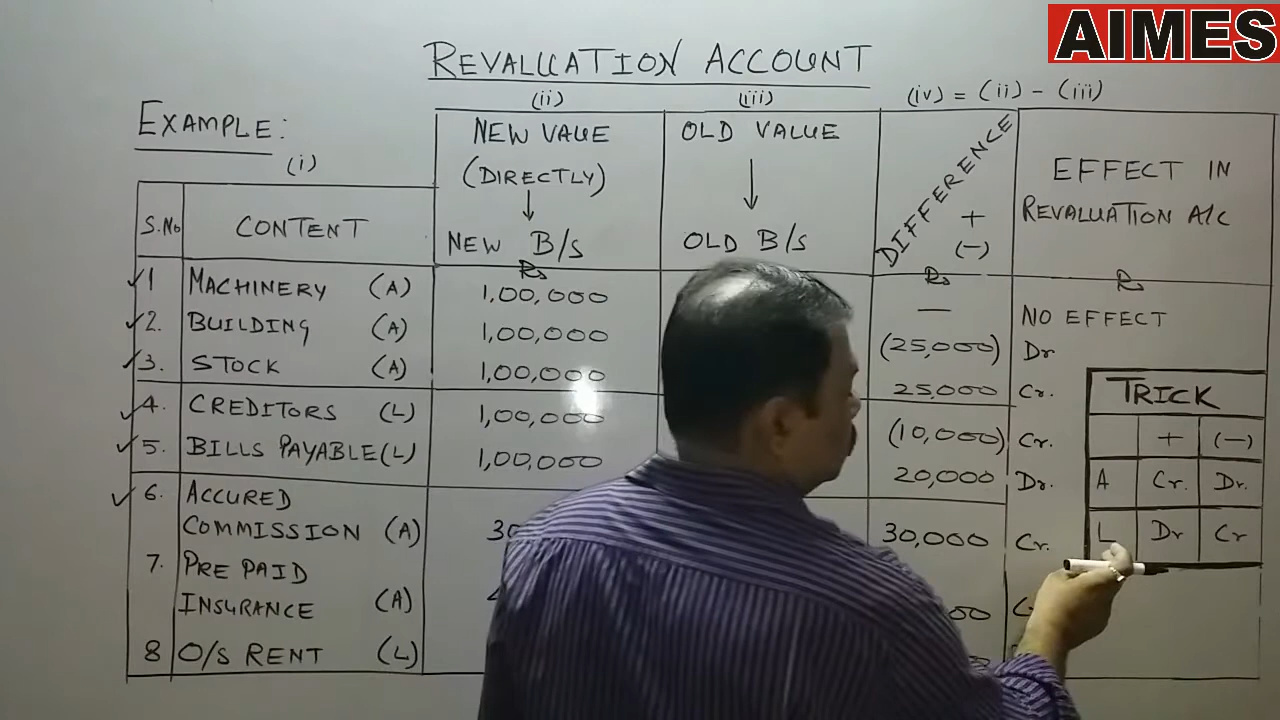 AIMES
REVALUATION ACCOUNT
(ii) (iii) (iv) = (ii) - (iii)
EXAMPLE:
(i)
NEW VALUE OLD VALUE
(DIRECTLY)
NEW B/S OLD B/S
DIFFERENCE
+
(-)
EFFECT IN
REVALUATION A/C
S.No CONTENT
Rs Rs Rs
1 MACHINERY (A) 1,00,000 — NO EFFECT
2. BUILDING (A) 1,00,000 (25,000) Dr
3. STOCK (A) 1,00,000 25,000 Cr.
4. CREDITORS (L) 1,00,000 (10,000) Cr.
5. BILLS PAYABLE (L) 1,00,000 20,000 Dr.
6. ACCURED
COMMISSION (A) 30,000 Cr.
7. PRE PAID
INSURANCE (A)
8 O/S RENT (L)
TRICK
+ (-)
A Cr. Dr.
L Dr Cr